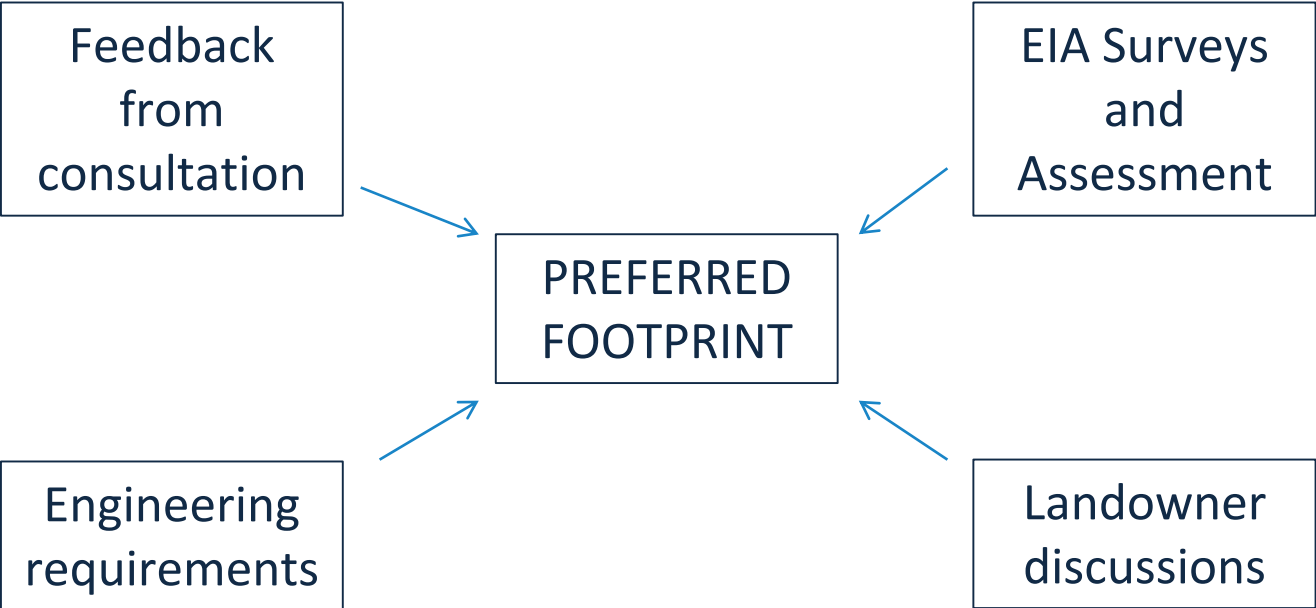 Feedback
from
consultation
EIA Surveys
and
Assessment
PREFERRED
FOOTPRINT
Engineering
requirements
Landowner
discussions